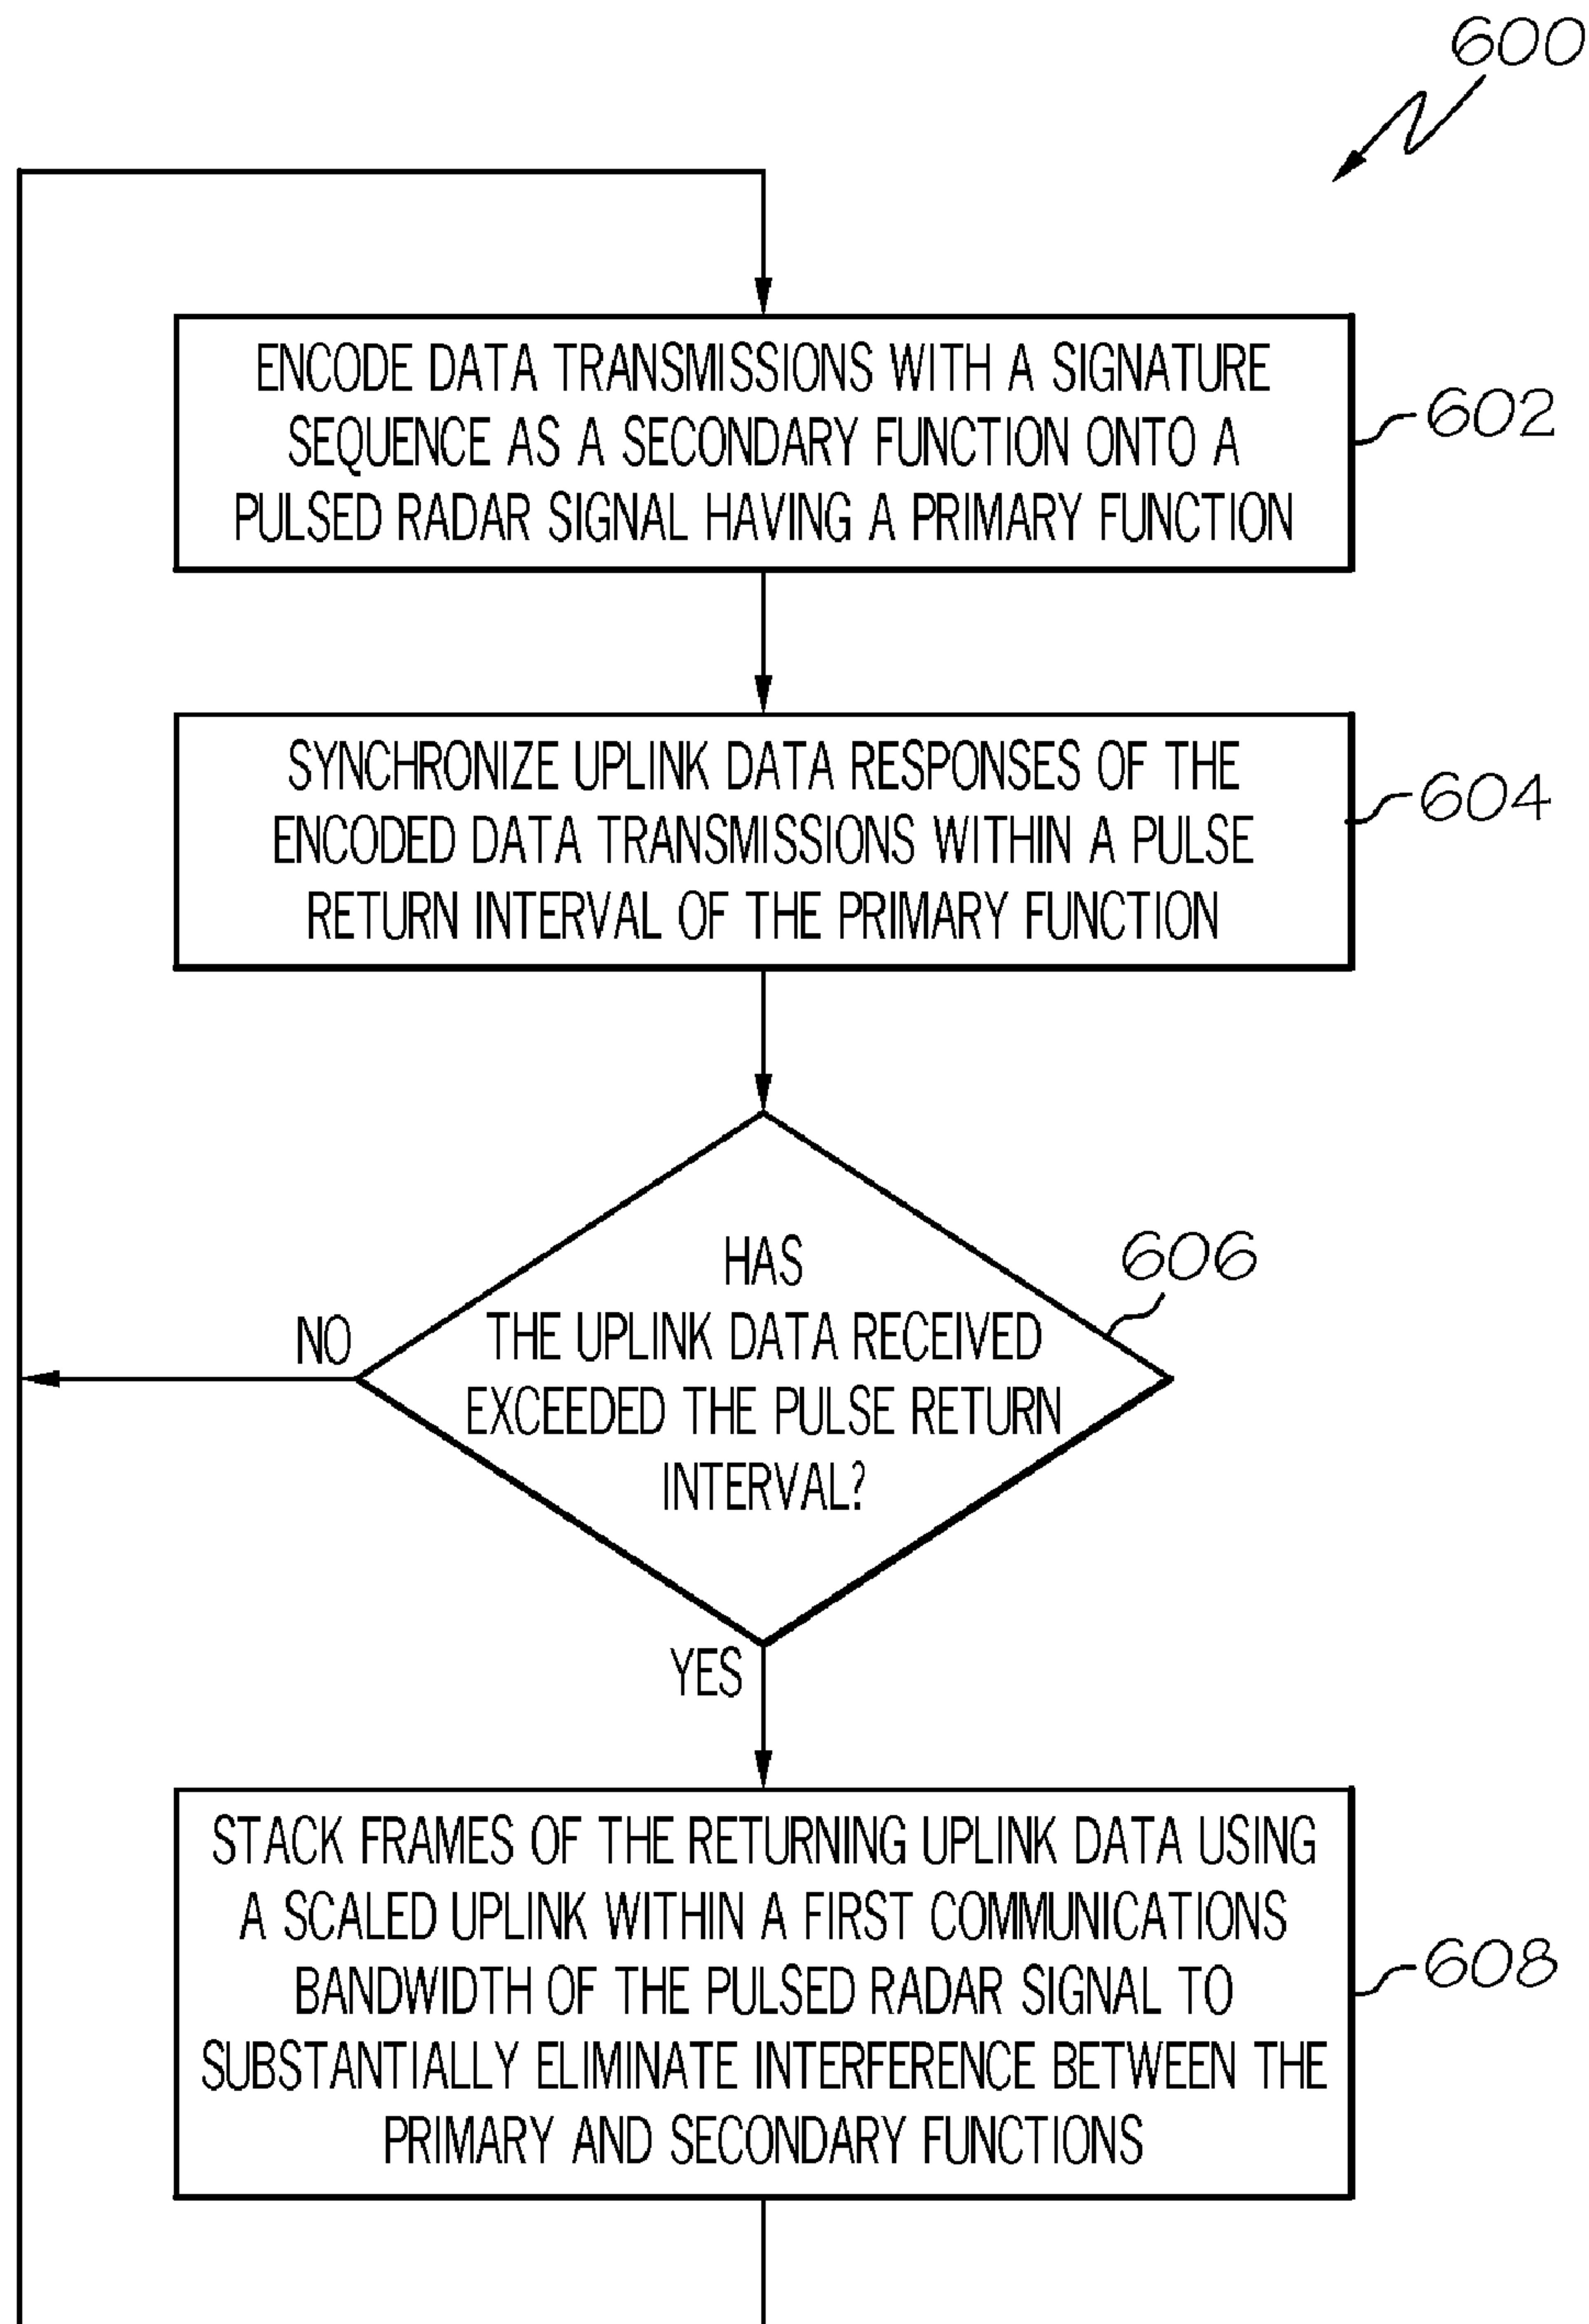 600
ENCODE DATA TRANSMISSIONS WITH A SIGNATURE
SEQUENCE AS A SECONDARY FUNCTION ONTO A
PULSED RADAR SIGNAL HAVING A PRIMARY FUNCTION
602
SYNCHRONIZE UPLINK DATA RESPONSES OF THE
ENCODED DATA TRANSMISSIONS WITHIN A PULSE
RETURN INTERVAL OF THE PRIMARY FUNCTION
604
HAS
THE UPLINK DATA RECEIVED
EXCEEDED THE PULSE RETURN
INTERVAL?
606
NO
YES
STACK FRAMES OF THE RETURNING UPLINK DATA USING
A SCALED UPLINK WITHIN A FIRST COMMUNICATIONS
BANDWIDTH OF THE PULSED RADAR SIGNAL TO
SUBSTANTIALLY ELIMINATE INTERFERENCE BETWEEN THE
PRIMARY AND SECONDARY FUNCTIONS
608